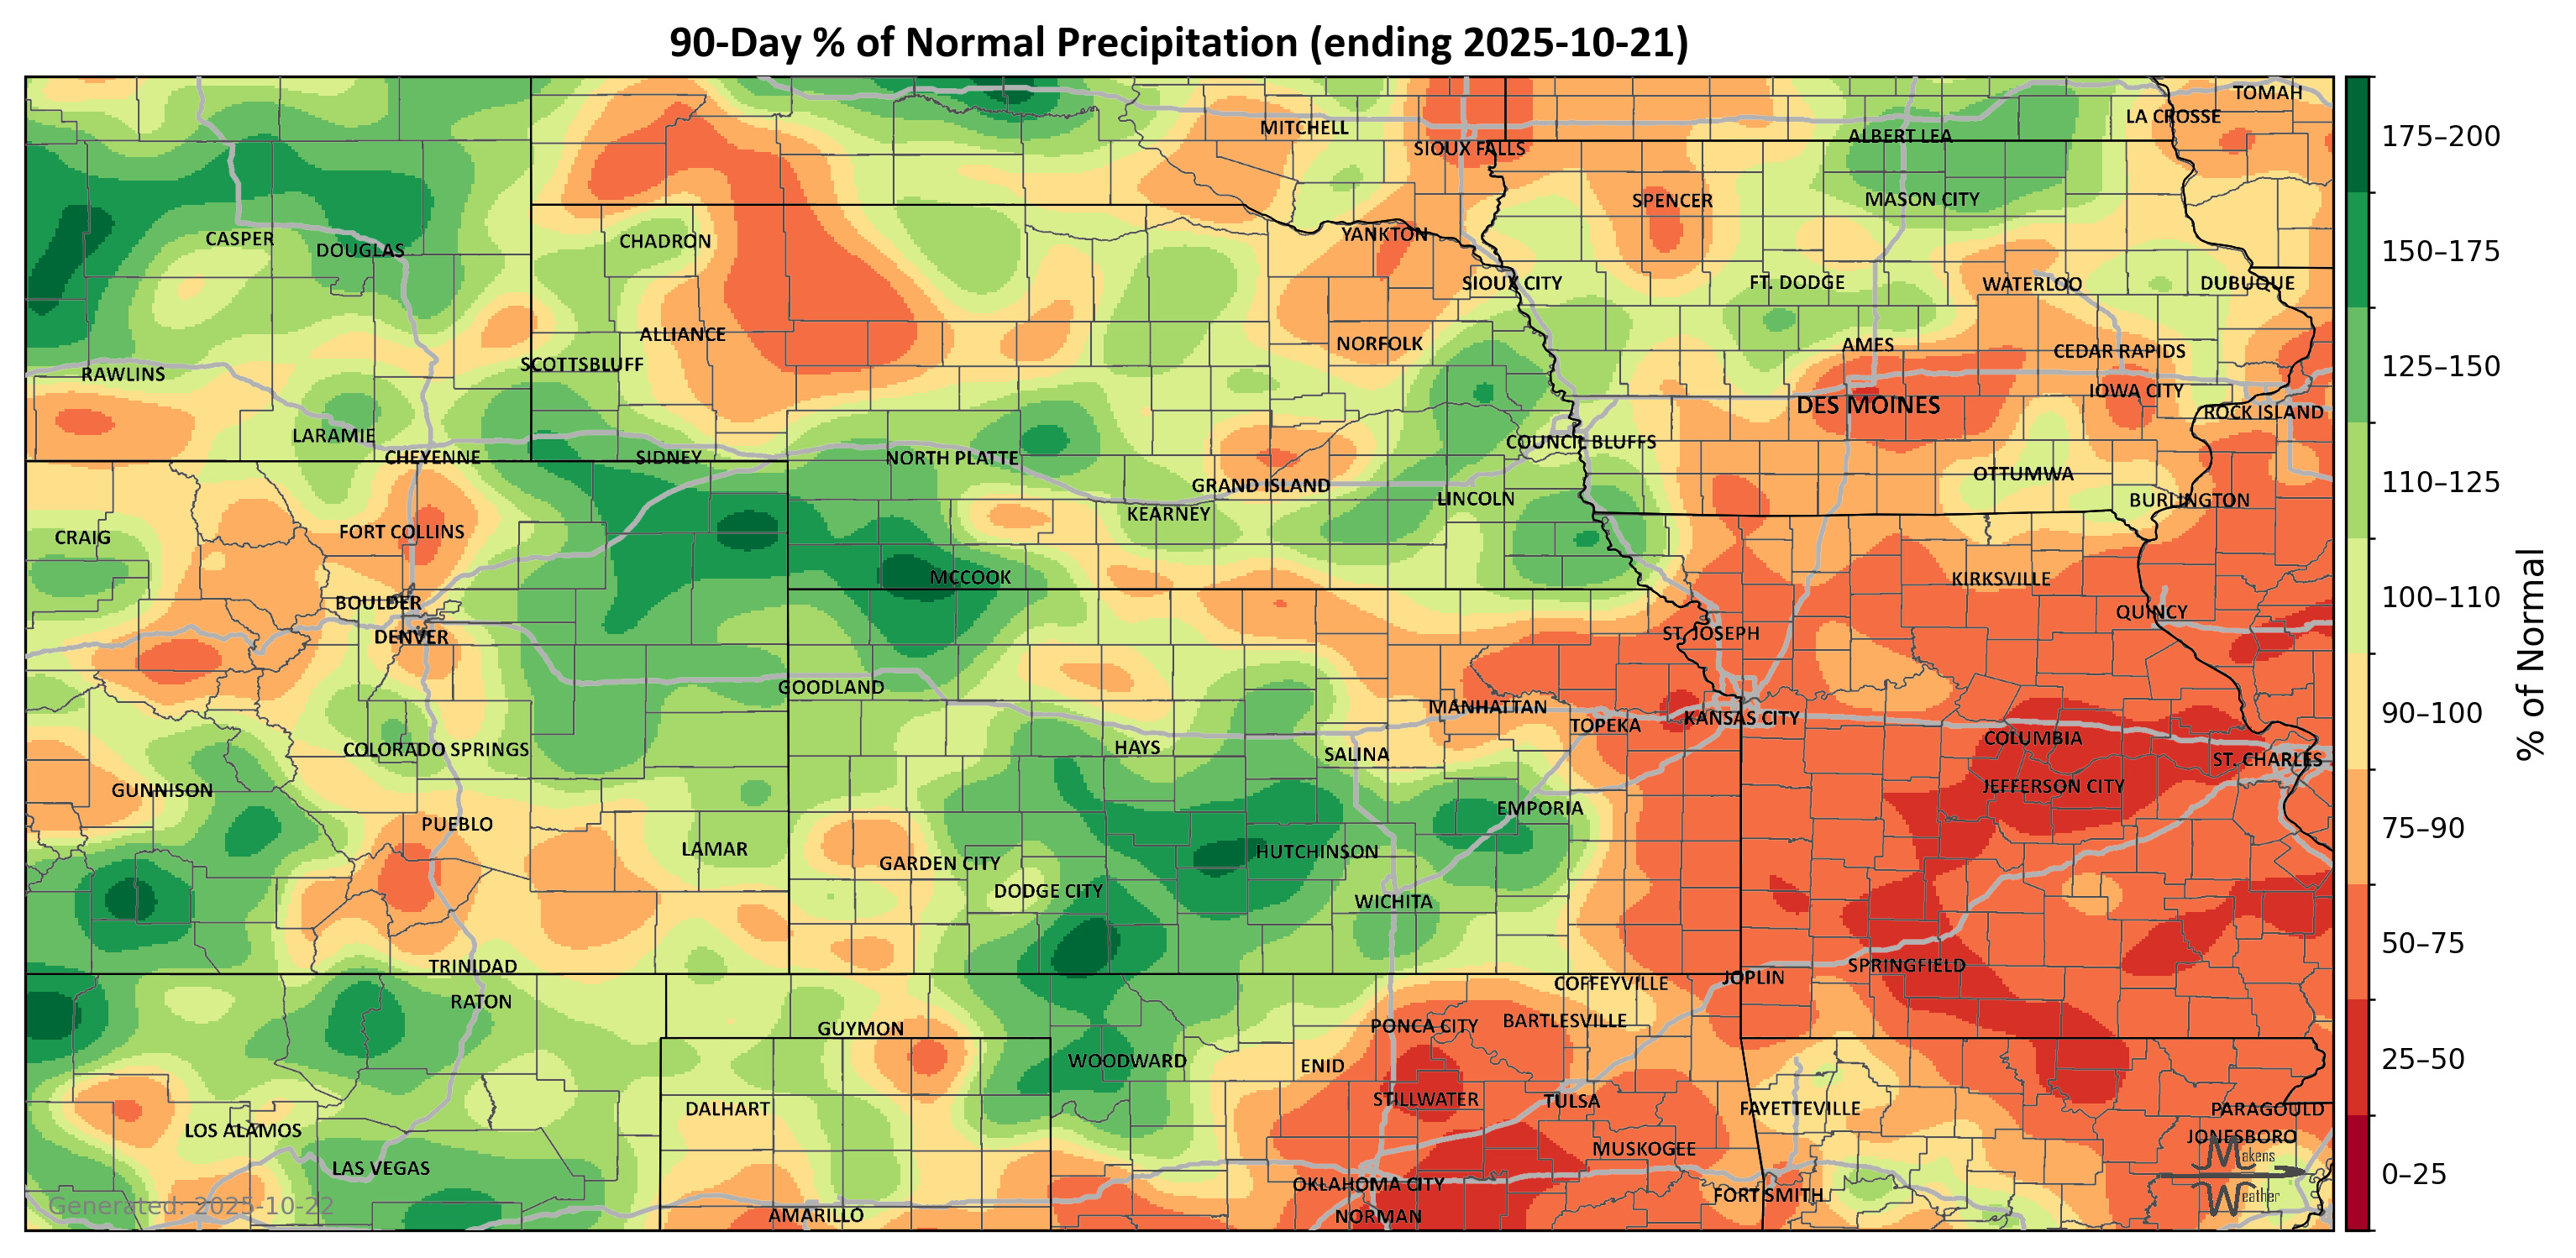 90-Day % of Normal Precipitation (ending 2025-10-21)
TOMAH
LA CROSSE
MITCHELL
ALBERT LEA
SIOUX FALLS
SPENCER
MASON CITY
CASPER
DOUGLAS
CHADRON
YANKTON
SIOUX CITY
FT. DODGE
WATERLOO
DUBUQUE
ALLIANCE
NORFOLK
AMES
CEDAR RAPIDS
SCOTTSBLUFF
RAWLINS
IOWA CITY
DES MOINES
ROCK ISLAND
LARAMIE
COUNCIL BLUFFS
CHEYENNE
SIDNEY
NORTH PLATTE
OTTUMWA
GRAND ISLAND
LINCOLN
BURLINGTON
KEARNEY
FORT COLLINS
CRAIG
MCCOOK
KIRKSVILLE
BOULDER
QUINCY
DENVER
ST. JOSEPH
GOODLAND
MANHATTAN
KANSAS CITY
TOPEKA
COLUMBIA
COLORADO SPRINGS
HAYS
SALINA
ST. CHARLES
GUNNISON
JEFFERSON CITY
EMPORIA
PUEBLO
LAMAR
HUTCHINSON
GARDEN CITY
DODGE CITY
WICHITA
TRINIDAD
SPRINGFIELD
JOPLIN
COFFEYVILLE
RATON
GUYMON
PONCA CITY
BARTLESVILLE
WOODWARD
ENID
STILLWATER
TULSA
DALHART
FAYETTEVILLE
PARAGOULD
LOS ALAMOS
JONESBORO
MUSKOGEE
Makens
LAS VEGAS
OKLAHOMA CITY
FORT SMITH
Weather
Generated: 2025-10-22
AMARILLO
NORMAN
175–200
150–175
125–150
110–125
100–110
90–100
75–90
50–75
25–50
0–25
% of Normal